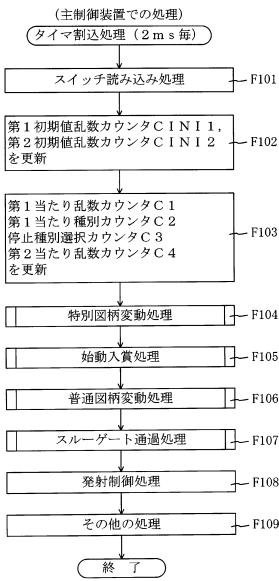 (主制御装置での処理)
タイマ割込処理(2ms毎)
スイッチ読み込み処理
F101
第1初期値乱数カウンタCINI1,
第2初期値乱数カウンタCINI2
を更新
F102
第1当たり乱数カウンタC1
第1当たり種別カウンタC2
停止種別選択カウンタC3
第2当たり乱数カウンタC4
を更新
F103
特別図柄変動処理
F104
始動入賞処理
F105
普通図柄変動処理
F106
スルーゲート通過処理
F107
発射制御処理
F108
その他の処理
F109
終 了